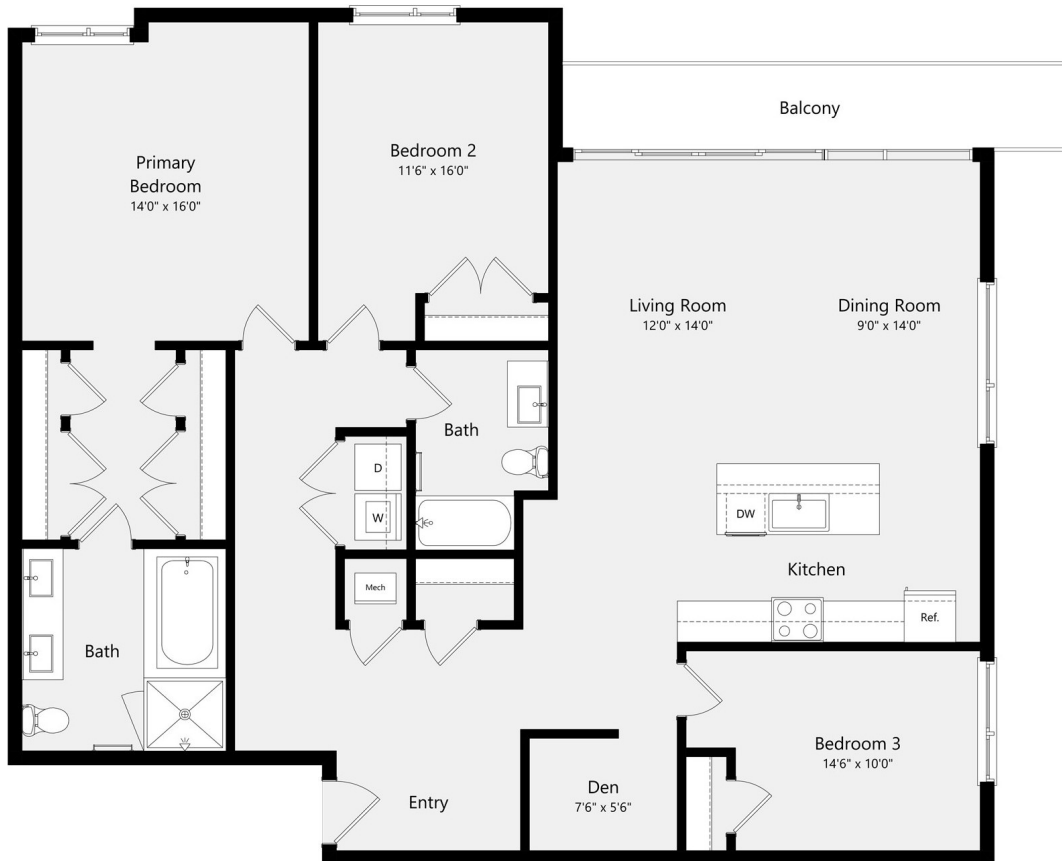 Balcony
Primary
Bedroom
14'0" x 16'0"
Bedroom 2
11'6" x 16'0"
Living Room
12'0" x 14'0"
Dining Room
9'0" x 14'0"
Bath
D
W
DW
Kitchen
Mech
Ref.
Bath
Bedroom 3
14'6" x 10'0"
Den
7'6" x 5'6"
Entry